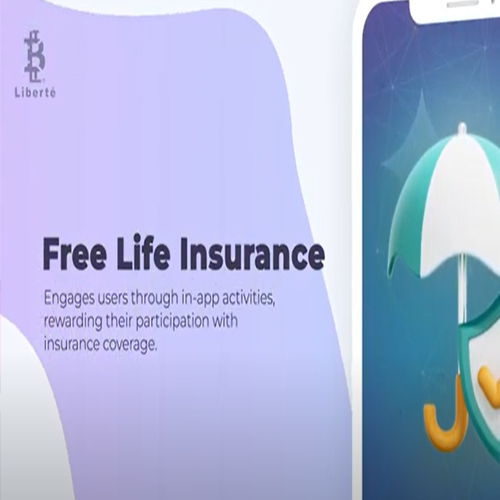 Liberté
Free Life Insurance
Engages users through in-app activities,
rewarding their participation with
insurance coverage.